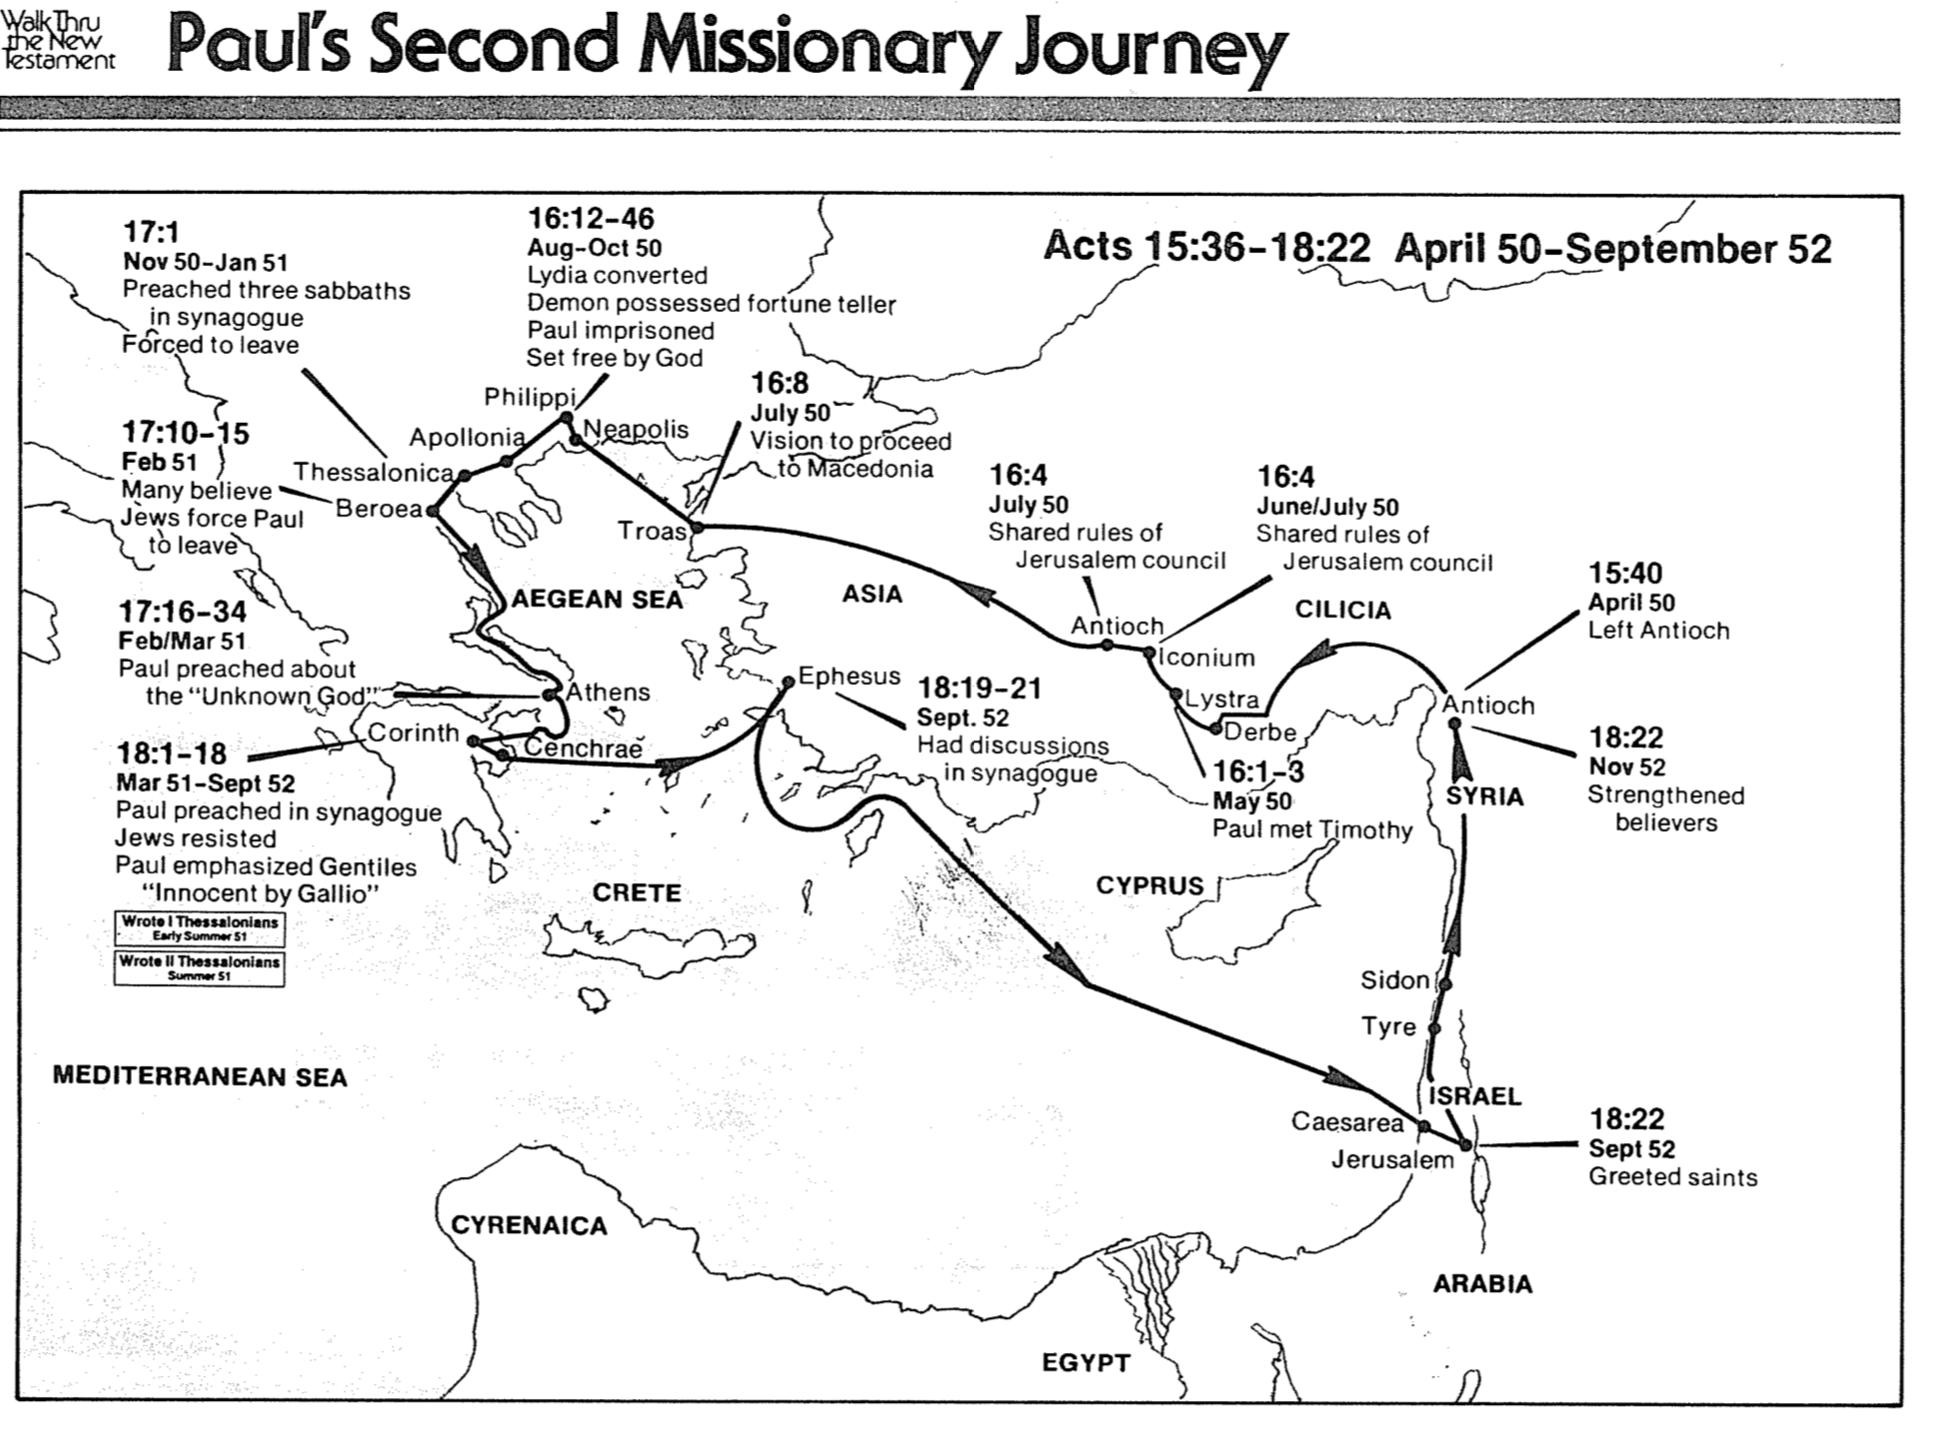 Walk Thru
the New
Testament
Paul's Second Missionary Journey
Acts 15:36–18:22 April 50–September 52
17:1
Nov 50–Jan 51
Preached three sabbaths
in synagogue
Forced to leave
16:12–46
Aug–Oct 50
Lydia converted
Demon possessed fortune teller
Paul imprisoned
Set free by God
16:8
July 50
Vision to proceed
to Macedonia
Philippi
Neapolis
Apollonia
Thessalonica
Beroea
Troas
17:10–15
Feb 51
Many believe
Jews force Paul
to leave
16:4
July 50
Shared rules of
Jerusalem council
16:4
June/July 50
Shared rules of
Jerusalem council
15:40
April 50
Left Antioch
AEGEAN SEA
ASIA
CILICIA
17:16–34
Feb/Mar 51
Paul preached about
the "Unknown God"
Antioch
Iconium
Lystra
Derbe
Antioch
Ephesus
Athens
Corinth
Cenchrae
18:19–21
Sept. 52
Had discussions
in synagogue
16:1–3
May 50
Paul met Timothy
18:22
Nov 52
Strengthened
believers
SYRIA
18:1–18
Mar 51–Sept 52
Paul preached in synagogue
Jews resisted
Paul emphasized Gentiles
"Innocent by Gallio"
Wrote I Thessalonians
Early Summer 51
Wrote II Thessalonians
Summer 51
CRETE
CYPRUS
Sidon
Tyre
MEDITERRANEAN SEA
ISRAEL
Caesarea
Jerusalem
18:22
Sept 52
Greeted saints
CYRENAICA
ARABIA
EGYPT